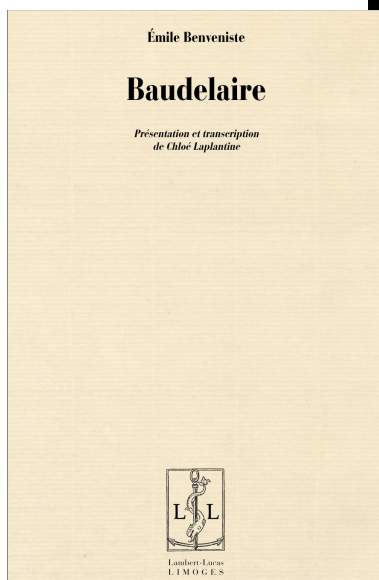 Émile Benveniste
Baudelaire
Présentation et transcription
de Chloé Laplantine
L L
Lambert-Lucas
LIMOGES